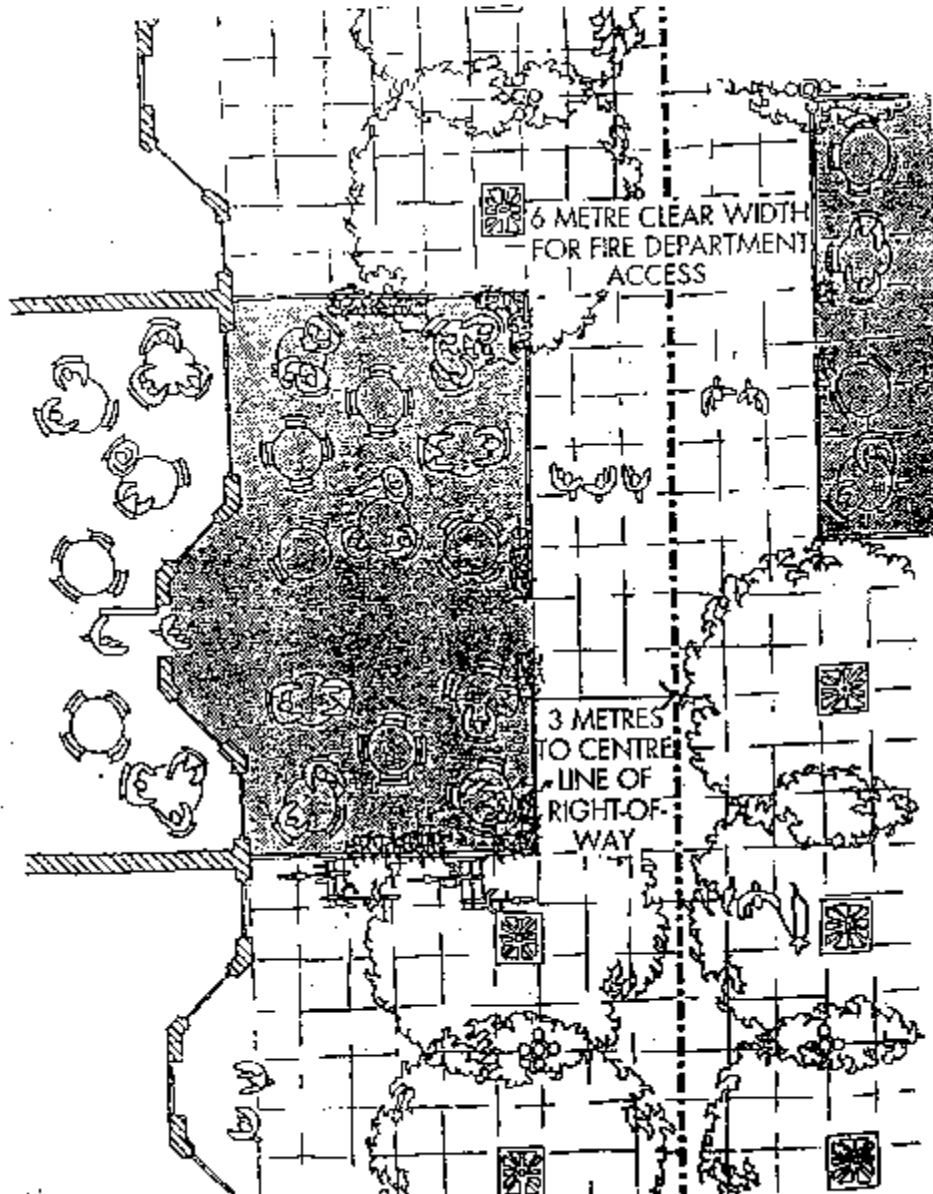 6 METRE CLEAR WIDTH
FOR FIRE DEPARTMENT
ACCESS
3 METRES
TO CENTRE
LINE OF
RIGHT-OF-
WAY